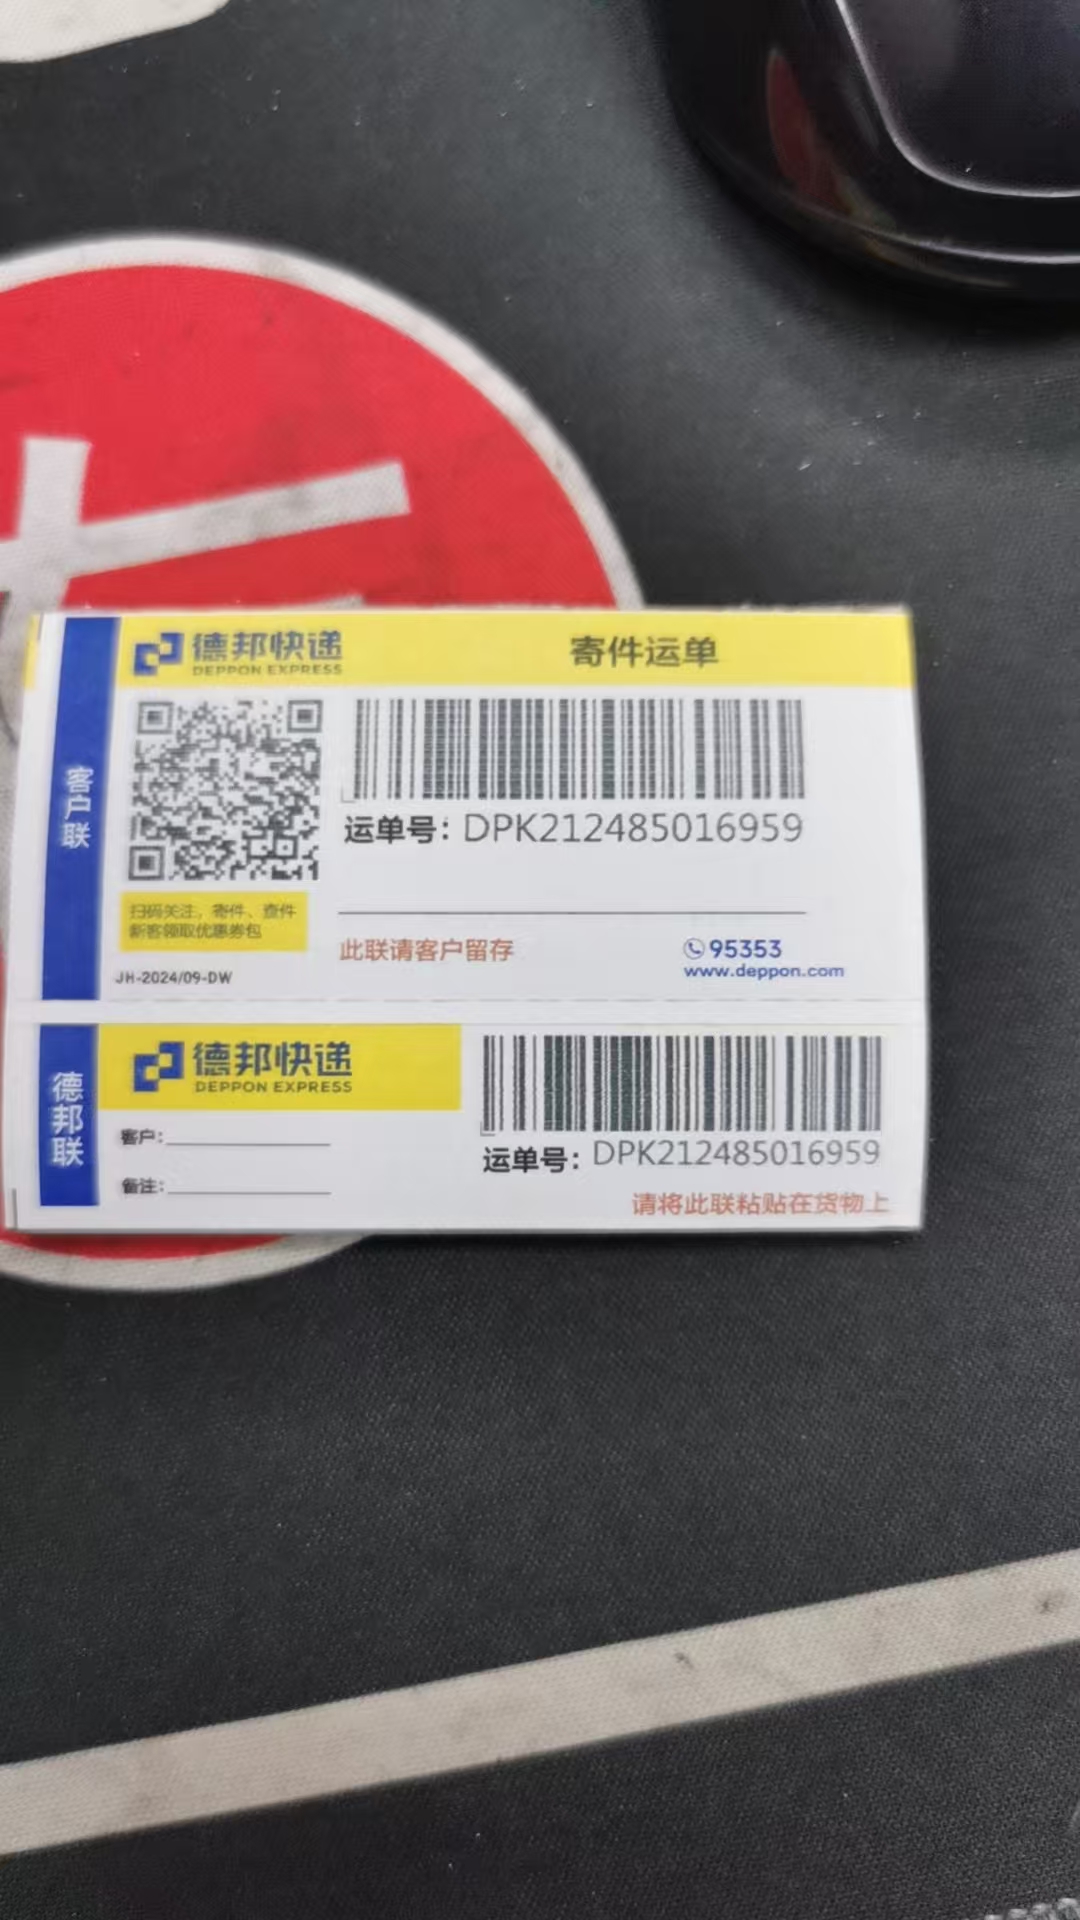 德邦快递
DEPPON EXPRESS
寄件运单
客户联
运单号：DPK212485016959
扫码关注，寄件、查件
新客领取优惠券包
此联请客户留存
95353
www.deppon.com
JH-2024/09-DW
德邦联
德邦快递
DEPPON EXPRESS
客户：
备注：
运单号：DPK212485016959
请将此联粘贴在货物上